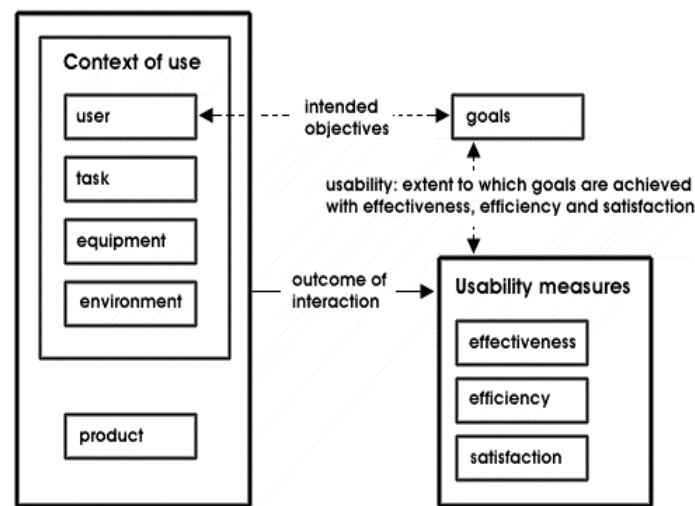 Context of use
user
task
equipment
environment
product
intended
objectives
goals
usability: extent to which goals are achieved
with effectiveness, efficiency and satisfaction
outcome of
interaction
Usability measures
effectiveness
efficiency
satisfaction